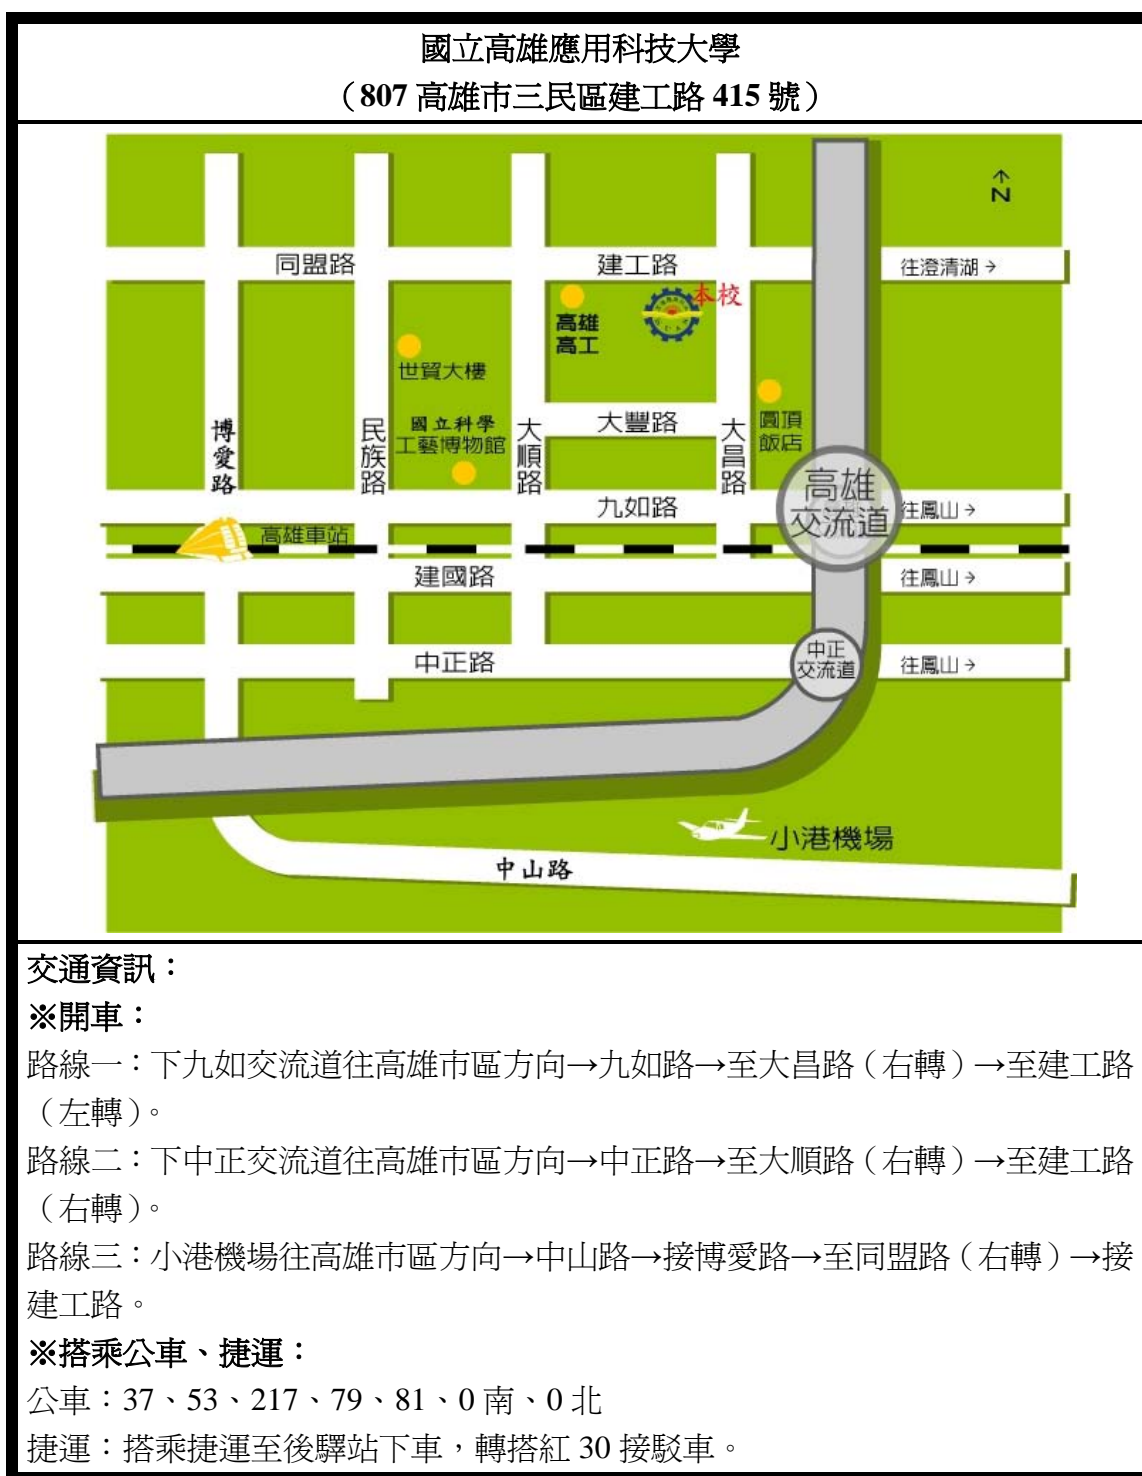 國立高雄應用科技大學
（807 高雄市三民區建工路 415 號）
N
同盟路
建工路
往澄清湖→
本校
高雄
高工
世貿大樓
博愛路
民族路
國立科學
工藝博物館
大順路
大豐路
大昌路
圓頂
飯店
高雄
交流道
九如路
往鳳山→
高雄車站
建國路
往鳳山→
中正路
中正
交流道
往鳳山→
小港機場
中山路
交通資訊：
※開車：
路線一：下九如交流道往高雄市區方向→九如路→至大昌路（右轉）→至建工路
（左轉）。
路線二：下中正交流道往高雄市區方向→中正路→至大順路（右轉）→至建工路
（右轉）。
路線三：小港機場往高雄市區方向→中山路→接博愛路→至同盟路（右轉）→接
建工路。
※搭乘公車、捷運：
公車：37、53、217、79、81、0 南、0 北
捷運：搭乘捷運至後驛站下車，轉搭紅 30 接駁車。